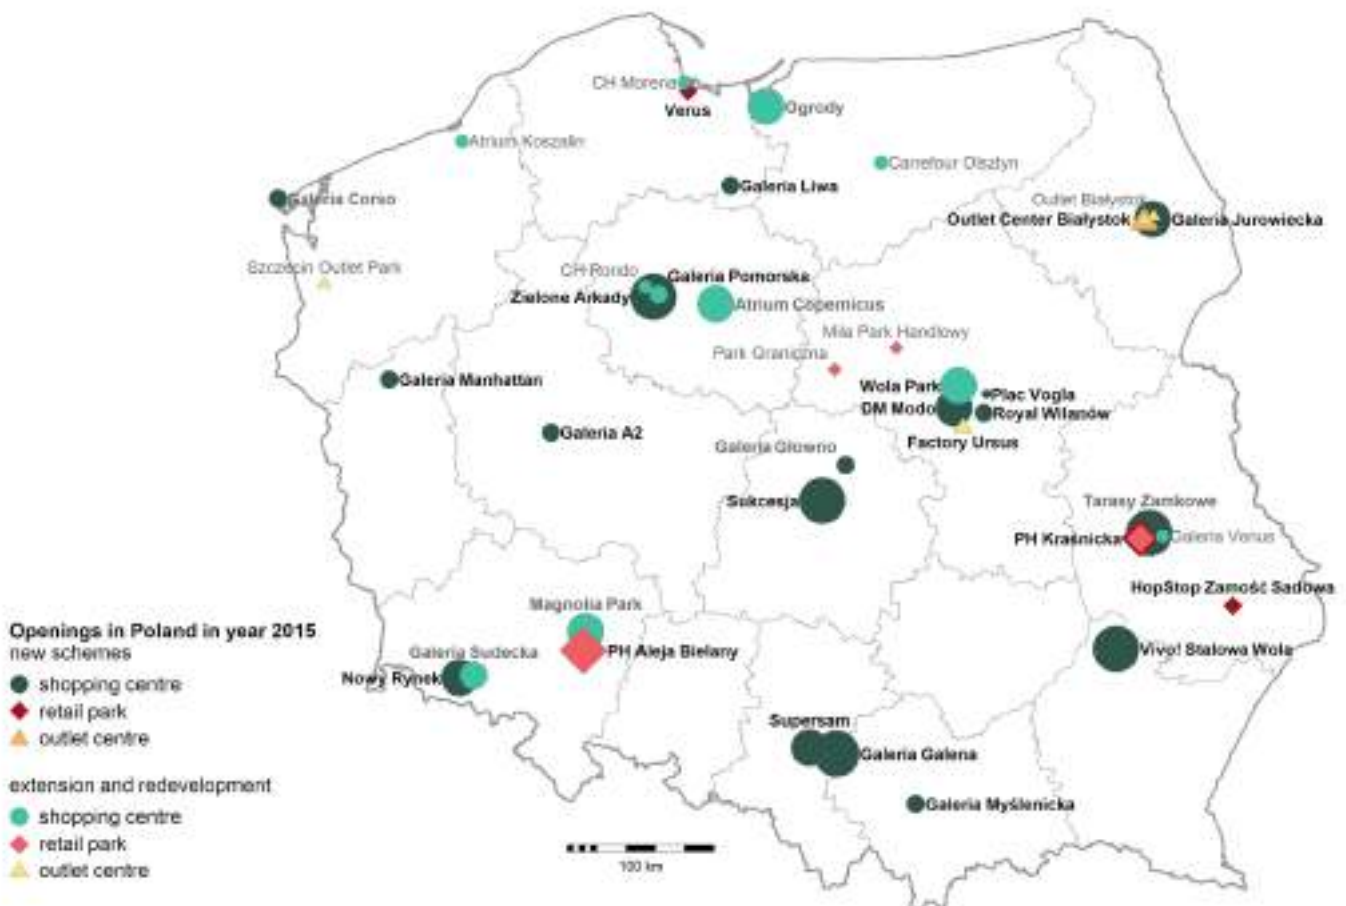 CH Morena
Verus
Ogrody
Atrium Koszalin
Carrefour Olsztyn
Galeria Liwa
Galeria Corso
Outlet Białystok
Outlet Center Białystok
Galeria Jurowiecka
Szczecin Outlet Park
CH Rondo
Galeria Pomorska
Zielone Arkady
Atrium Copernicus
Mila Park Handlowy
Park Graniczna
Galeria Manhattan
Wola Park
Plac Vogla
DM Modo
Royal Wilanów
Galeria A2
Factory Ursus
Galeria Głowno
Sukcesja
Tarasy Zamkowe
PH Kraśnicka
Galeria Venus
HopStop Zamość Sadowa
Magnolia Park
PH Aleja Bielany
Vivo! Stalowa Wola
Galeria Sudecka
Nowy Rynek
Supersam
Galeria Galena
Galeria Myślenicka
Openings in Poland in year 2015
new schemes
shopping centre
retail park
outlet centre
extension and redevelopment
shopping centre
retail park
outlet centre
100 km